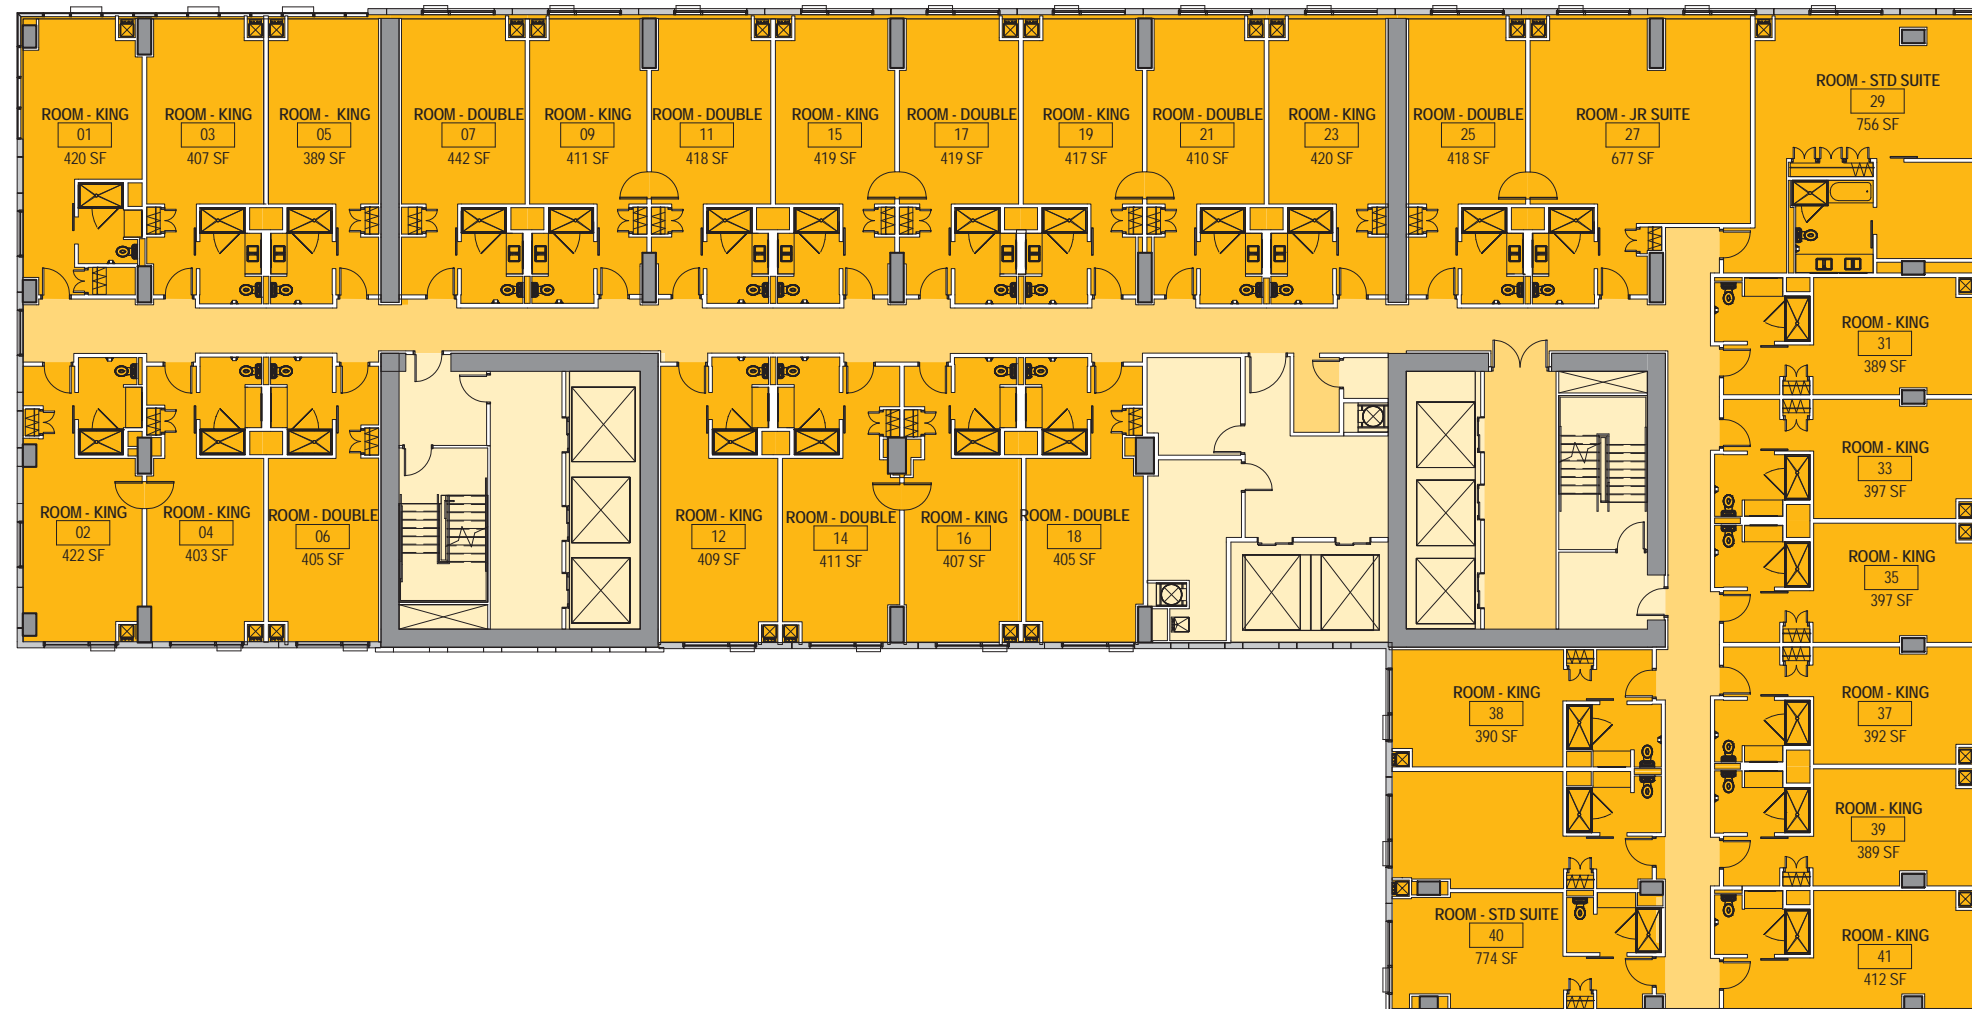 ROOM - KING
01
420 SF
ROOM - KING
03
407 SF
ROOM - KING
05
389 SF
ROOM - DOUBLE
07
442 SF
ROOM - KING
09
411 SF
ROOM - DOUBLE
11
418 SF
ROOM - KING
15
419 SF
ROOM - DOUBLE
17
419 SF
ROOM - KING
19
417 SF
ROOM - DOUBLE
21
410 SF
ROOM - KING
23
420 SF
ROOM - DOUBLE
25
418 SF
ROOM - JR SUITE
27
677 SF
ROOM - STD SUITE
29
756 SF
ROOM - KING
31
389 SF
ROOM - KING
33
397 SF
ROOM - KING
02
422 SF
ROOM - KING
04
403 SF
ROOM - DOUBLE
06
405 SF
ROOM - KING
12
409 SF
ROOM - DOUBLE
14
411 SF
ROOM - KING
16
407 SF
ROOM - DOUBLE
18
405 SF
ROOM - KING
35
397 SF
ROOM - KING
38
390 SF
ROOM - KING
37
392 SF
ROOM - KING
39
389 SF
ROOM - STD SUITE
40
774 SF
ROOM - KING
41
412 SF